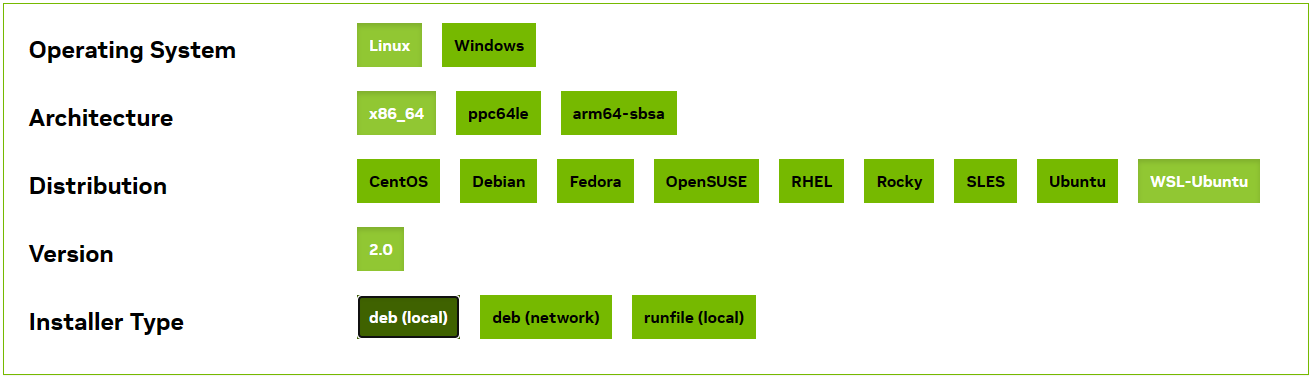 Operating System Linux Windows
Architecture x86_64 ppc64le arm64-sbsa
Distribution CentOS Debian Fedora OpenSUSE RHEL Rocky SLES Ubuntu WSL-Ubuntu
Version 2.0
Installer Type deb (local) deb (network) runfile (local)